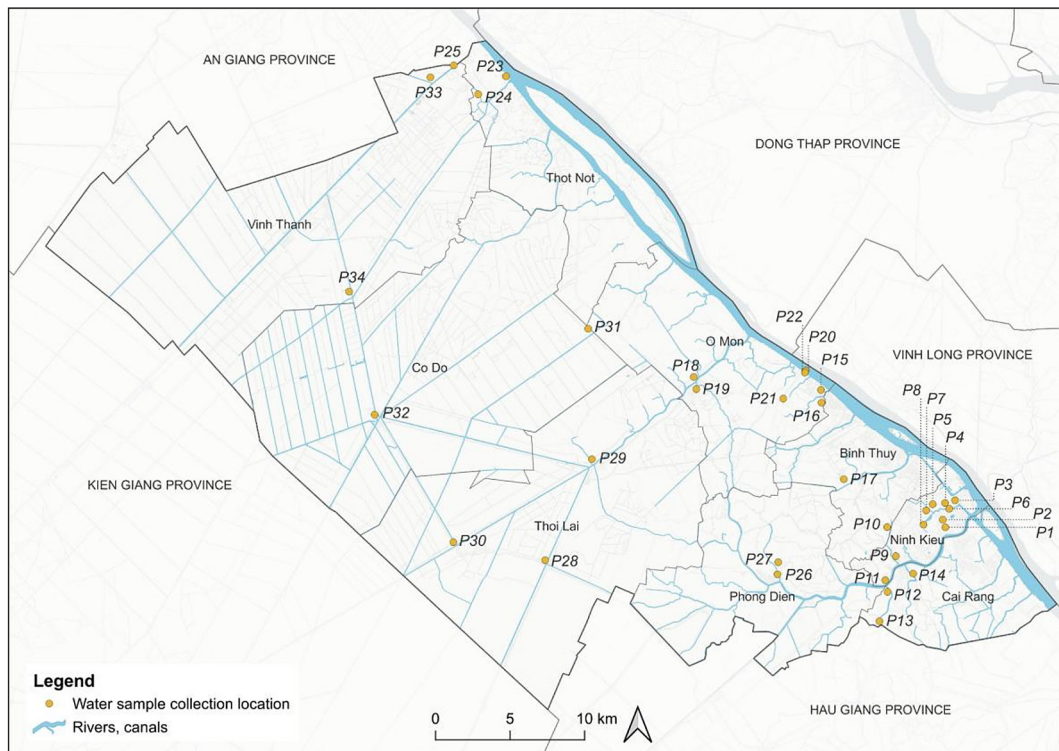 P25
P23
AN GIANG PROVINCE
P33
P24
DONG THAP PROVINCE
Thot Not
Vinh Thanh
P34
P22
P20
P31
O Mon
P15
VINH LONG PROVINCE
Co Do
P18
P8
P7
P19
P21
P5
P16
P4
P32
Binh Thuy
P29
P3
P17
KIEN GIANG PROVINCE
P6
P2
P10
Thoi Lai
Ninh Kieu
P1
P30
P9
P28
P27
P26
P11
P14
Phong Dien
P12
Cai Rang
P13
Legend
Water sample collection location
Rivers, canals
0 5 10 km
HAU GIANG PROVINCE